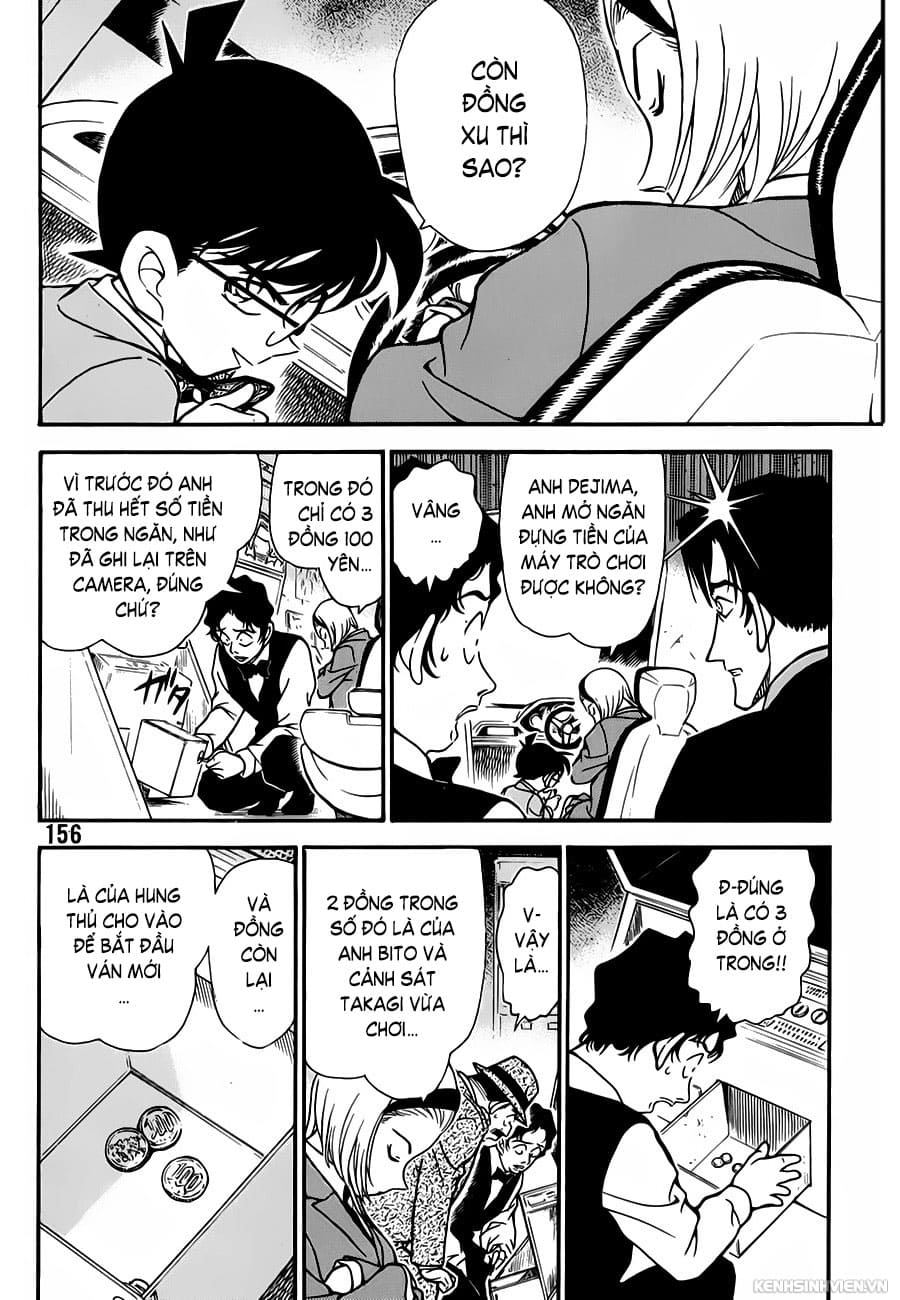 CÒN
ĐỒNG
XU THÌ
SAO?
ANH DEJIMA,
ANH MỞ NGĂN
ĐỰNG TIỀN CỦA
MÁY TRÒ CHƠI
ĐƯỢC KHÔNG?
VÂNG
...
TRONG ĐÓ
CHỈ CÓ 3
ĐỒNG 100
YÊN...
VÌ TRƯỚC ĐÓ ANH
ĐÃ THU HẾT SỐ TIỀN
TRONG NGĂN, NHƯ
ĐÃ GHI LẠI TRÊN
CAMERA, ĐÚNG
CHỨ?
156
Đ-ĐÚNG
LÀ CÓ 3
ĐỒNG Ở
TRONG!!
V-
VẬY
LÀ...
2 ĐỒNG TRONG
SỐ ĐÓ LÀ CỦA
ANH BITO VÀ
CẢNH SÁT
TAKAGI VỪA
CHƠI...
VÀ
ĐỒNG
CÒN
LẠI
...
LÀ CỦA HUNG
THỦ CHO VÀO
ĐỂ BẮT ĐẦU
VÁN MỚI
...
100
100
KENHSINHVIEN.VN